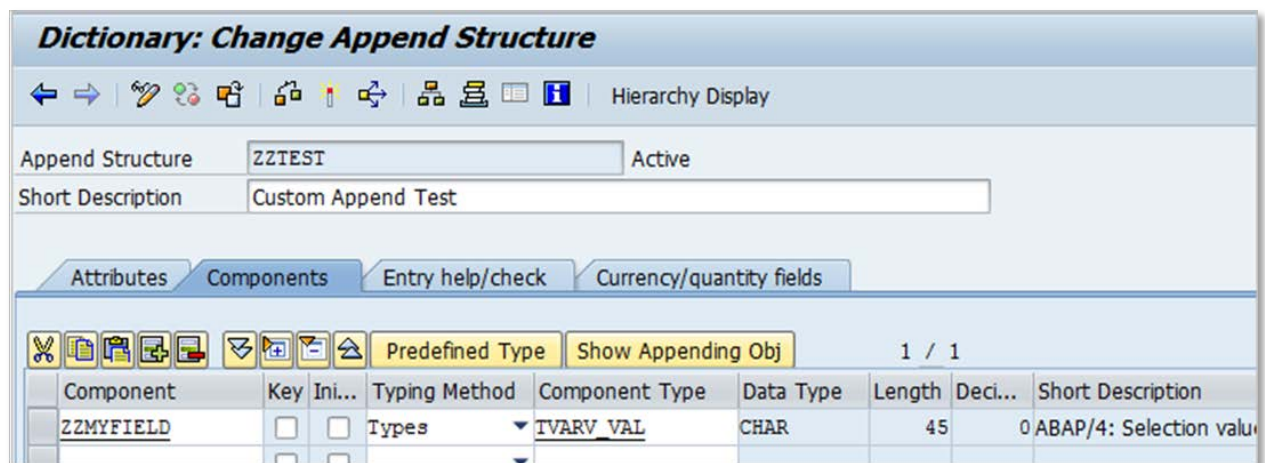 Dictionary: Change Append Structure
Hierarchy Display
Append Structure ZZTEST Active
Short Description Custom Append Test
Attributes Components Entry help/check Currency/quantity fields
Predefined Type Show Appending Obj 1 / 1
Component Key Ini... Typing Method Component Type Data Type Length Deci... Short Description
ZZMYFIELD Types TVARV_VAL CHAR 45 0 ABAP/4: Selection value